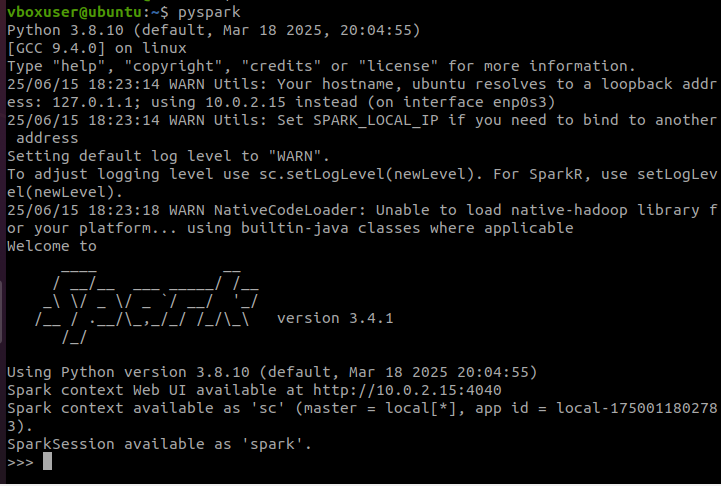 vboxuser@ubuntu:~$ pyspark
Python 3.8.10 (default, Mar 18 2025, 20:04:55)
[GCC 9.4.0] on linux
Type "help", "copyright", "credits" or "license" for more information.
25/06/15 18:23:14 WARN Utils: Your hostname, ubuntu resolves to a loopback addr
ess: 127.0.1.1; using 10.0.2.15 instead (on interface enp0s3)
25/06/15 18:23:14 WARN Utils: Set SPARK_LOCAL_IP if you need to bind to another
 address
Setting default log level to "WARN".
To adjust logging level use sc.setLogLevel(newLevel). For SparkR, use setLogLev
el(newLevel).
25/06/15 18:23:18 WARN NativeCodeLoader: Unable to load native-hadoop library f
or your platform... using builtin-java classes where applicable
Welcome to
      ____              __
     / __/__  ___ _____/ /__
    _\ \/ _ \/ _ `/ __/  '_/
   /__ / .__/\_,_/_/ /_/\_\   version 3.4.1
      /_/
Using Python version 3.8.10 (default, Mar 18 2025 20:04:55)
Spark context Web UI available at http://10.0.2.15:4040
Spark context available as 'sc' (master = local[*], app id = local-175001180278
3).
SparkSession available as 'spark'.
>>>